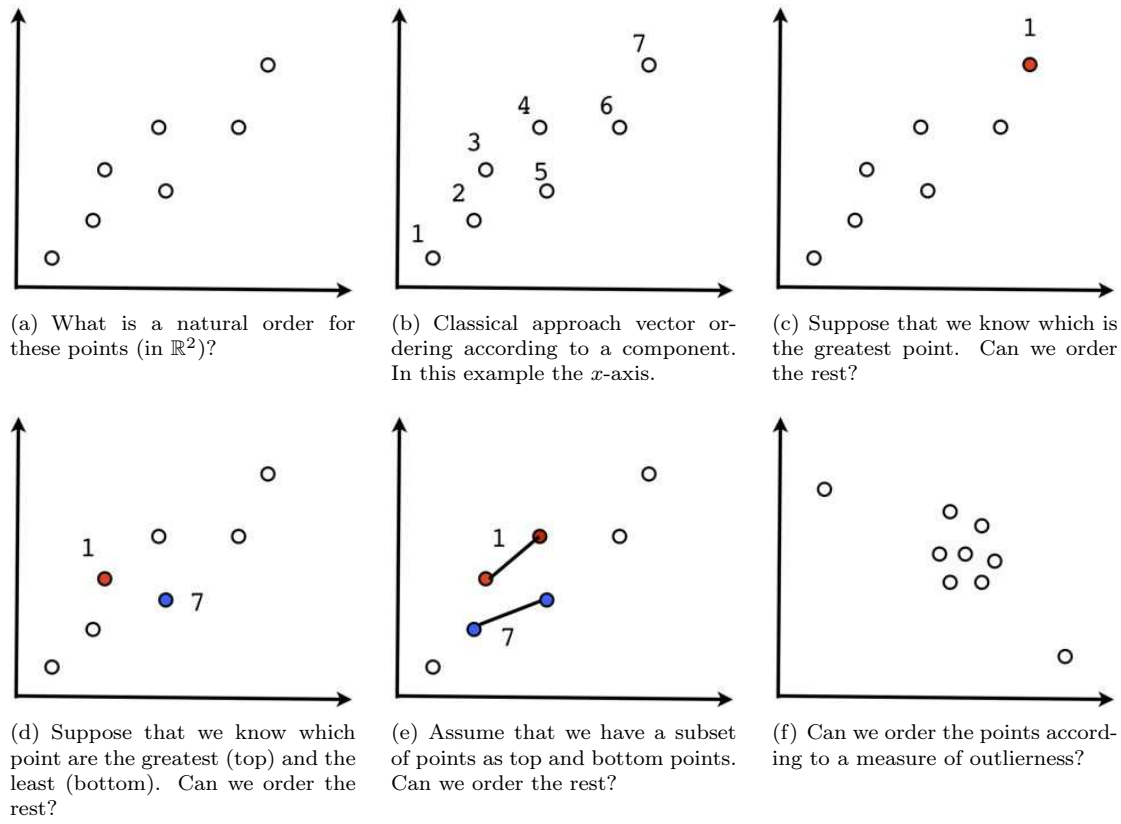 7
4
6
3
5
2
1
1
(a) What is a natural order for
these points (in ℝ²)?
(b) Classical approach vector or-
dering according to a component.
In this example the x-axis.
(c) Suppose that we know which is
the greatest point. Can we order
the rest?
1
7
1
7
(d) Suppose that we know which
point are the greatest (top) and the
least (bottom). Can we order the
rest?
(e) Assume that we have a subset
of points as top and bottom points.
Can we order the rest?
(f) Can we order the points accord-
ing to a measure of outlierness?